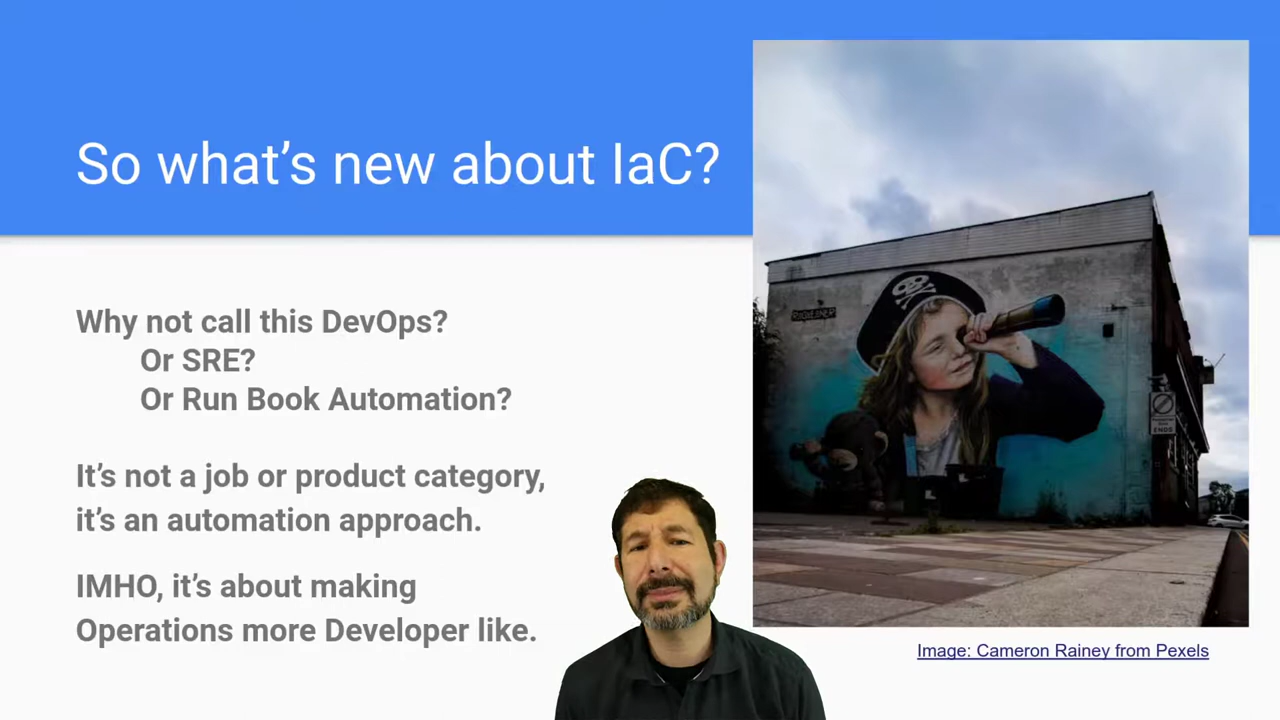 So what's new about IaC?
Why not call this DevOps?
Or SRE?
Or Run Book Automation?
It's not a job or product category,
it's an automation approach.
IMHO, it's about making
Operations more Developer like.
ENDS
Image: Cameron Rainey from Pexels